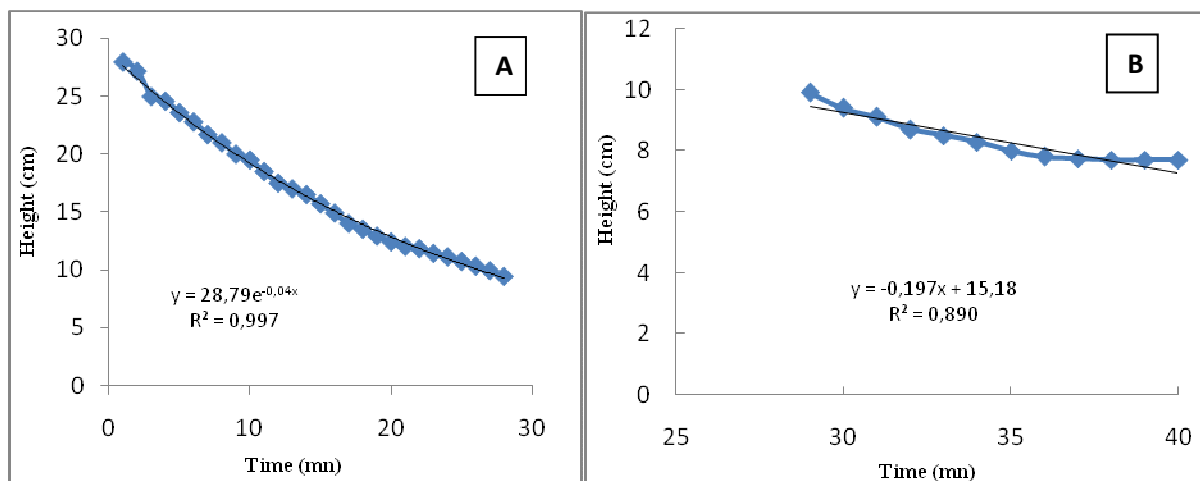 30
25
20
15
10
5
0
Height (cm)
A
y = 28,79e^-0,04x
R² = 0,997
0 10 20 30
Time (mn)
12
10
8
6
4
2
0
Height (cm)
B
y = -0,197x + 15,18
R² = 0,890
25 30 35 40
Time (mn)